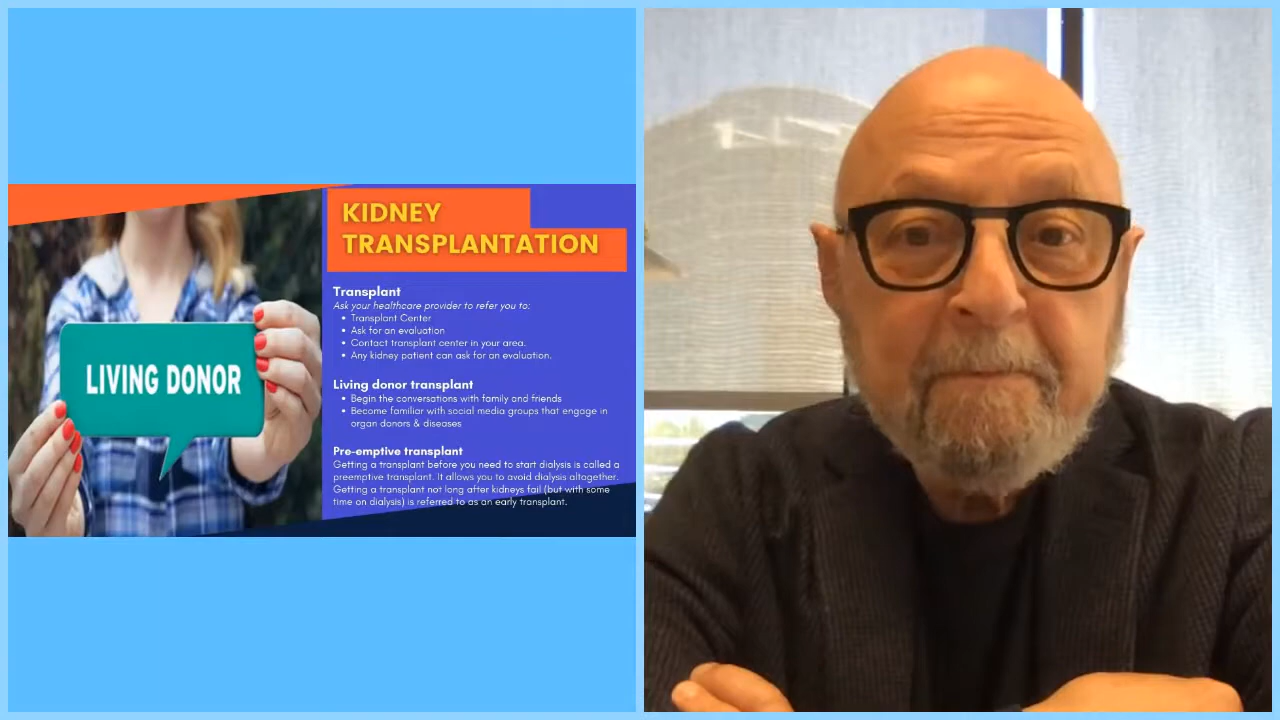 LIVING DONOR
KIDNEY
TRANSPLANTATION
Transplant
Ask your healthcare provider to refer you to:
• Transplant Center
• Ask for an evaluation
• Contact transplant center in your area.
• Any kidney patient can ask for an evaluation.
Living donor transplant
• Begin the conversations with family and friends
• Become familiar with social media groups that engage in
organ donors & diseases
Pre-emptive transplant
Getting a transplant before you need to start dialysis is called a
preemptive transplant. It allows you to avoid dialysis altogether.
Getting a transplant not long after kidneys fail (but with some
time on dialysis) is referred to as an early transplant.